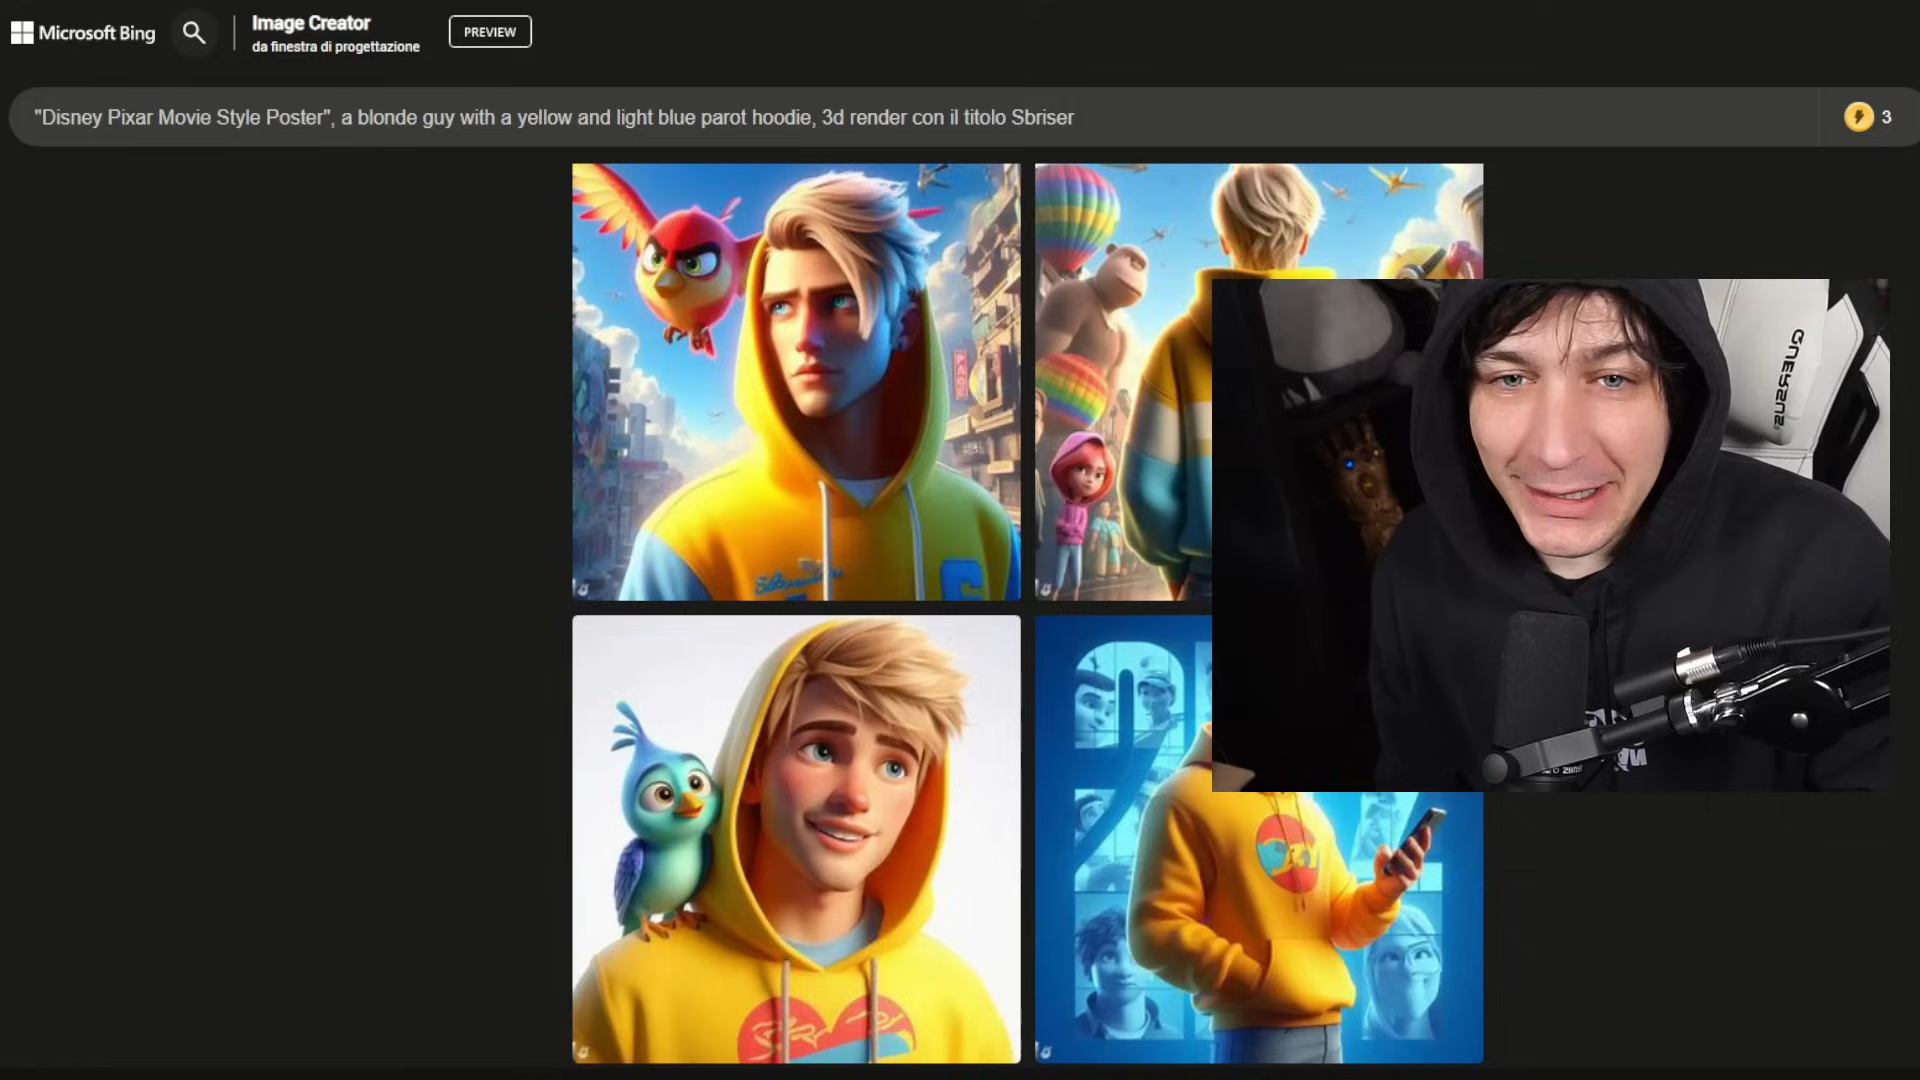 Microsoft Bing
Image Creator
da finestra di progettazione
PREVIEW
"Disney Pixar Movie Style Poster", a blonde guy with a yellow and light blue parot hoodie, 3d render con il titolo Sbriser
3
QUERSUS